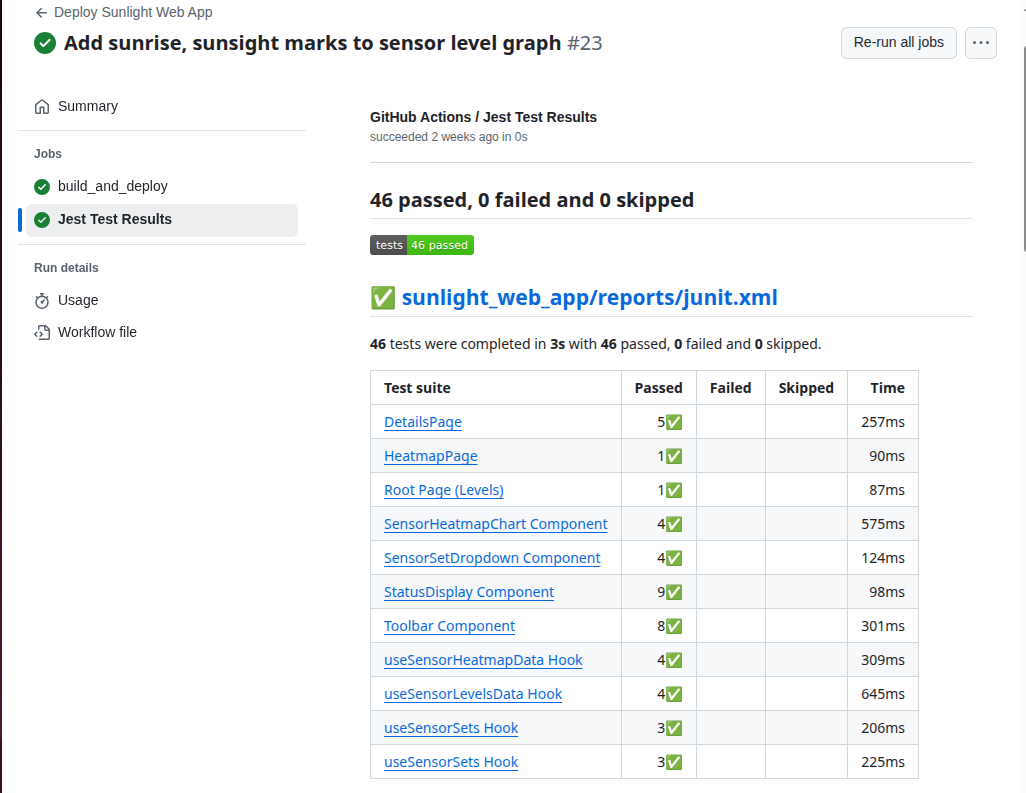 ← Deploy Sunlight Web App
Add sunrise, sunsight marks to sensor level graph #23
Re-run all jobs
Summary
Jobs
build_and_deploy
Jest Test Results
Run details
Usage
Workflow file
GitHub Actions / Jest Test Results
succeeded 2 weeks ago in 0s
46 passed, 0 failed and 0 skipped
tests 46 passed
✅ sunlight_web_app/reports/junit.xml
46 tests were completed in 3s with 46 passed, 0 failed and 0 skipped.
Test suite Passed Failed Skipped Time
DetailsPage 5✅ 257ms
HeatmapPage 1✅ 90ms
Root Page (Levels) 1✅ 87ms
SensorHeatmapChart Component 4✅ 575ms
SensorSetDropdown Component 4✅ 124ms
StatusDisplay Component 9✅ 98ms
Toolbar Component 8✅ 301ms
useSensorHeatmapData Hook 4✅ 309ms
useSensorLevelsData Hook 4✅ 645ms
useSensorSets Hook 3✅ 206ms
useSensorSets Hook 3✅ 225ms